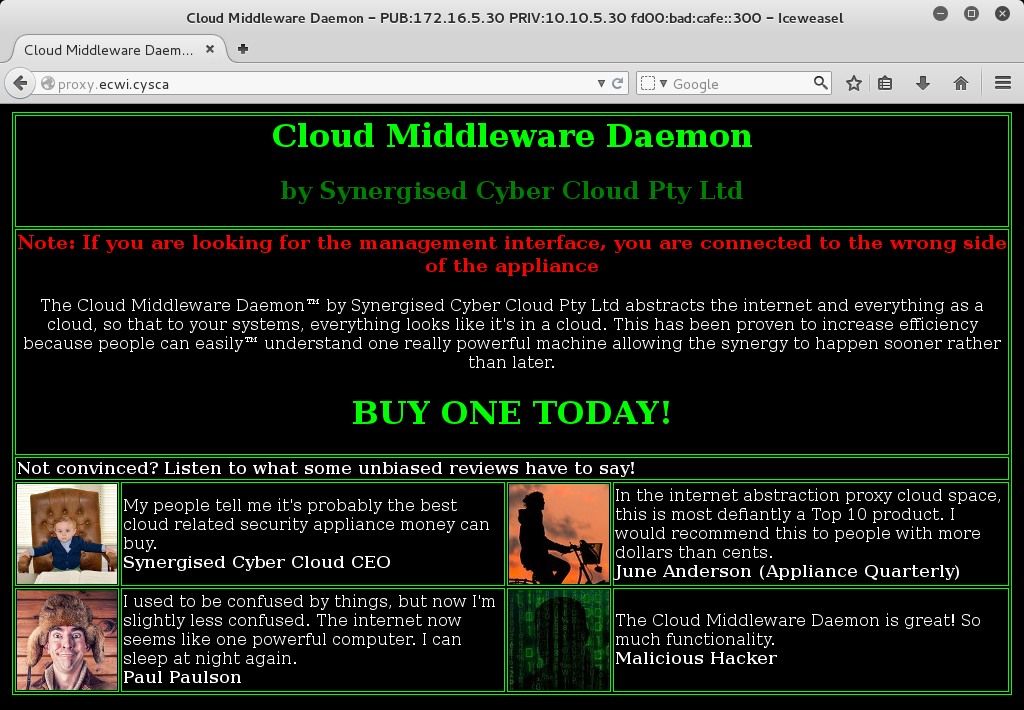 Cloud Middleware Daemon – PUB:172.16.5.30 PRIV:10.10.5.30 fd00:bad:cafe::300 – Iceweasel
Cloud Middleware Daem...
proxy.ecwi.cysca
Google
Cloud Middleware Daemon
by Synergised Cyber Cloud Pty Ltd
Note: If you are looking for the management interface, you are connected to the wrong side
of the appliance
The Cloud Middleware Daemon™ by Synergised Cyber Cloud Pty Ltd abstracts the internet and everything as a
cloud, so that to your systems, everything looks like it's in a cloud. This has been proven to increase efficiency
because people can easily™ understand one really powerful machine allowing the synergy to happen sooner rather
than later.
BUY ONE TODAY!
Not convinced? Listen to what some unbiased reviews have to say!
My people tell me it's probably the best
cloud related security appliance money can
buy.
Synergised Cyber Cloud CEO
In the internet abstraction proxy cloud space,
this is most defiantly a Top 10 product. I
would recommend this to people with more
dollars than cents.
June Anderson (Appliance Quarterly)
I used to be confused by things, but now I'm
slightly less confused. The internet now
seems like one powerful computer. I can
sleep at night again.
Paul Paulson
The Cloud Middleware Daemon is great! So
much functionality.
Malicious Hacker